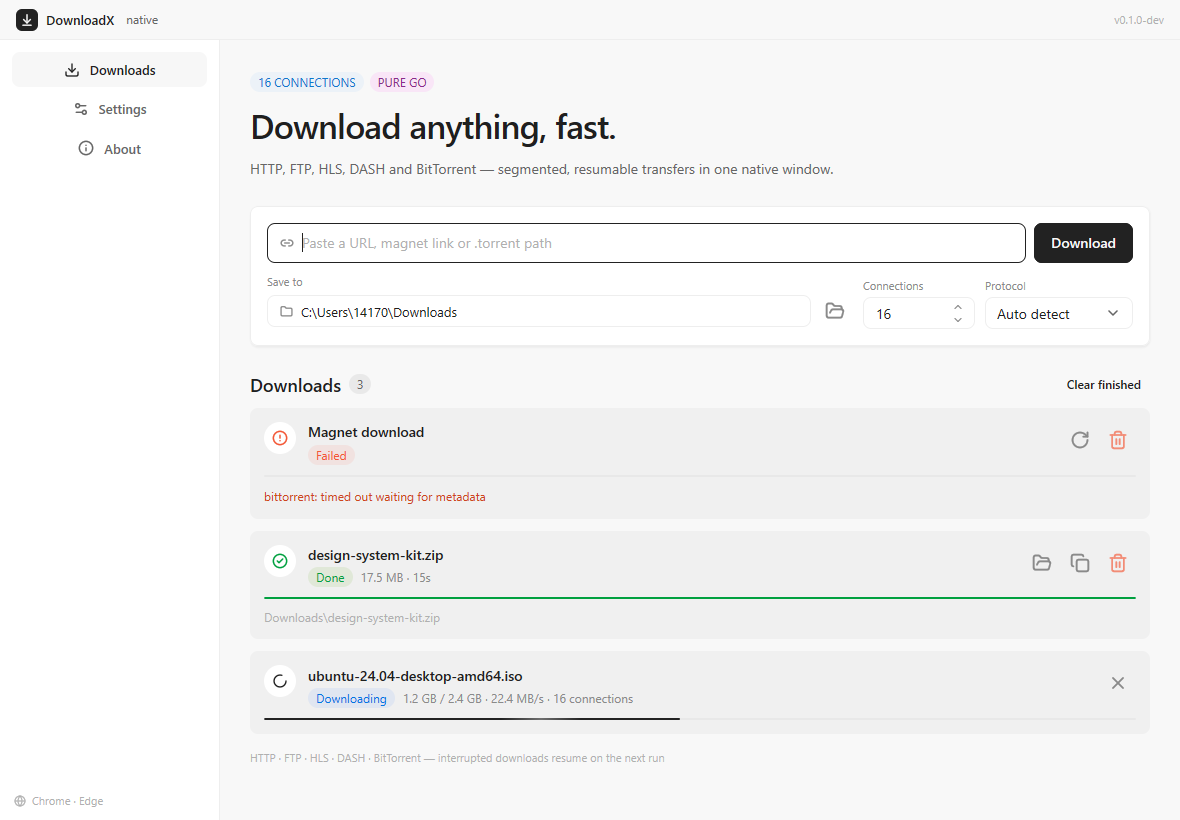 DownloadX native
v0.1.0-dev
Downloads
Settings
About
16 CONNECTIONS PURE GO
Download anything, fast.
HTTP, FTP, HLS, DASH and BitTorrent — segmented, resumable transfers in one native window.
Paste a URL, magnet link or .torrent path
Download
Save to
C:\Users\14170\Downloads
Connections
16
Protocol
Auto detect
Downloads 3
Clear finished
Magnet download
Failed
bittorrent: timed out waiting for metadata
design-system-kit.zip
Done 17.5 MB · 15s
Downloads\design-system-kit.zip
ubuntu-24.04-desktop-amd64.iso
Downloading 1.2 GB / 2.4 GB · 22.4 MB/s · 16 connections
HTTP · FTP · HLS · DASH · BitTorrent — interrupted downloads resume on the next run
Chrome · Edge